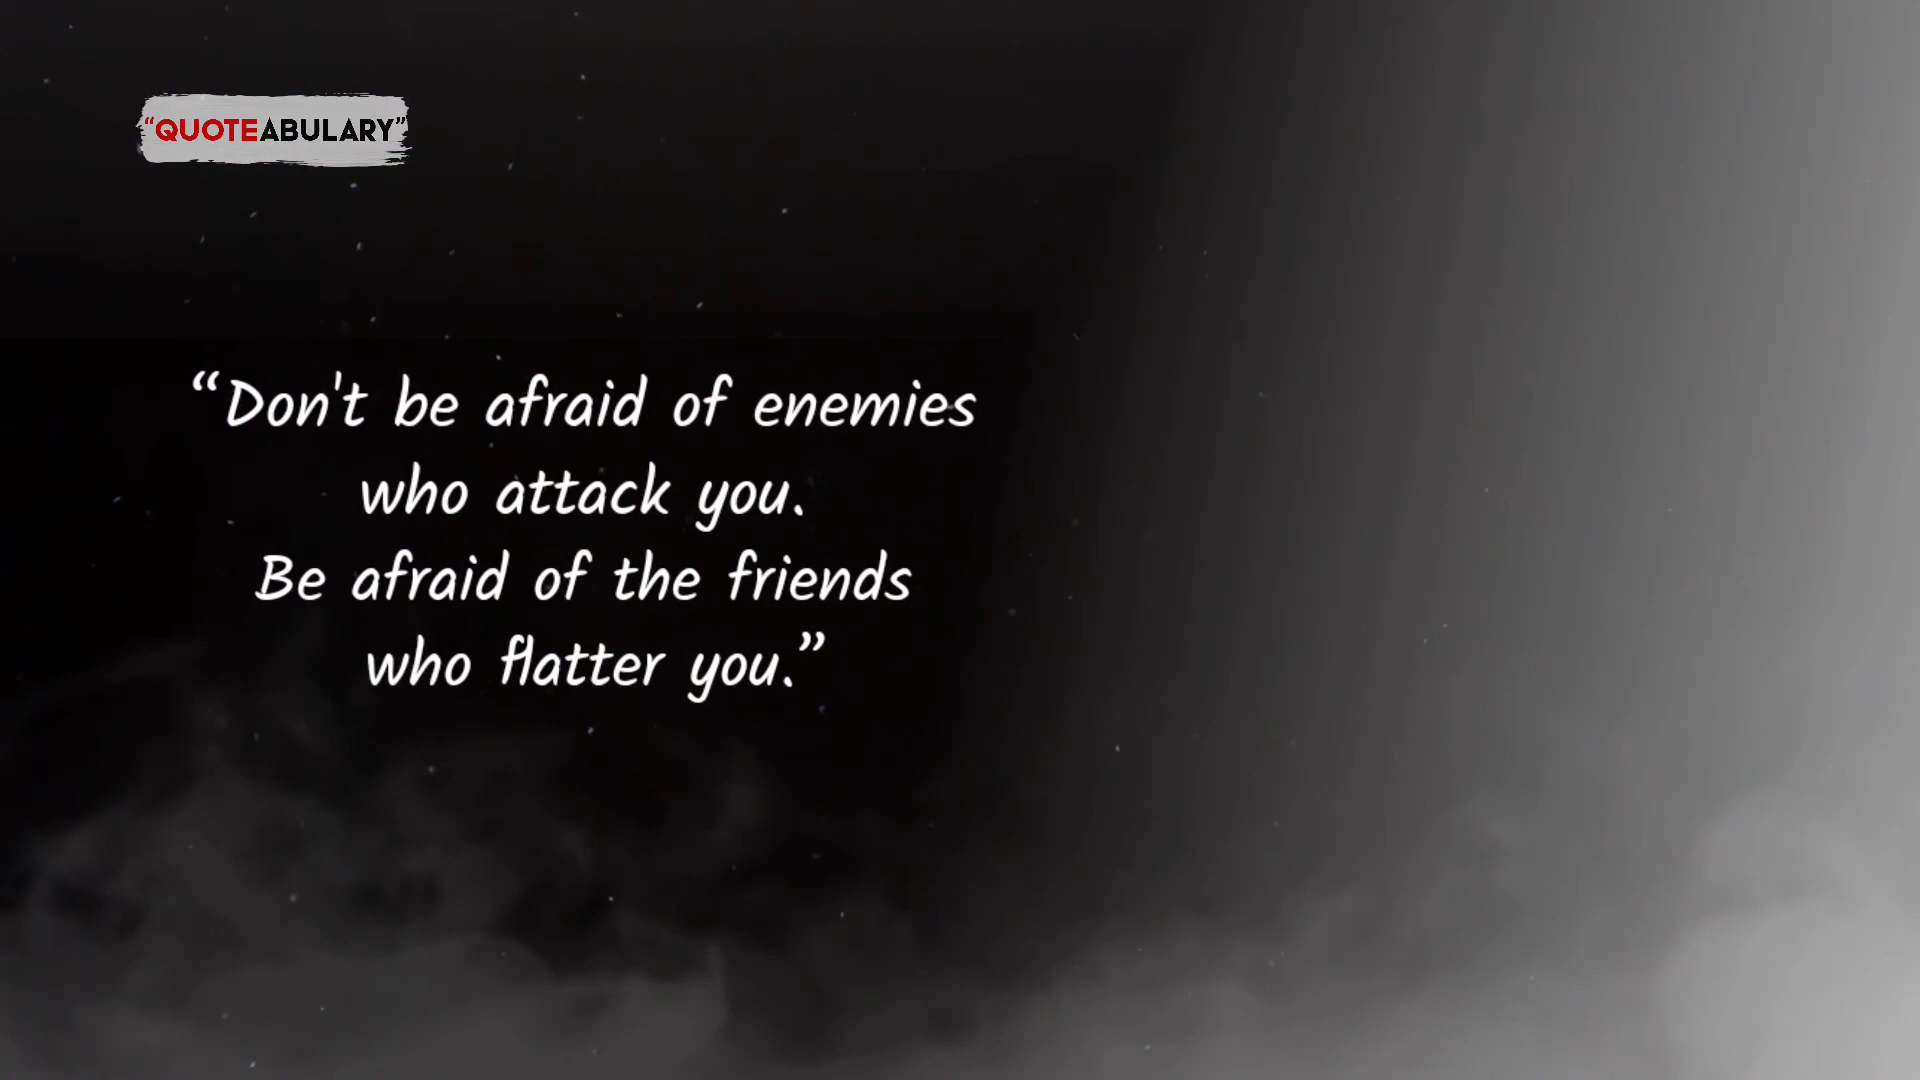 “QUOTEABULARY”
“Don't be afraid of enemies
who attack you.
Be afraid of the friends
who flatter you.”